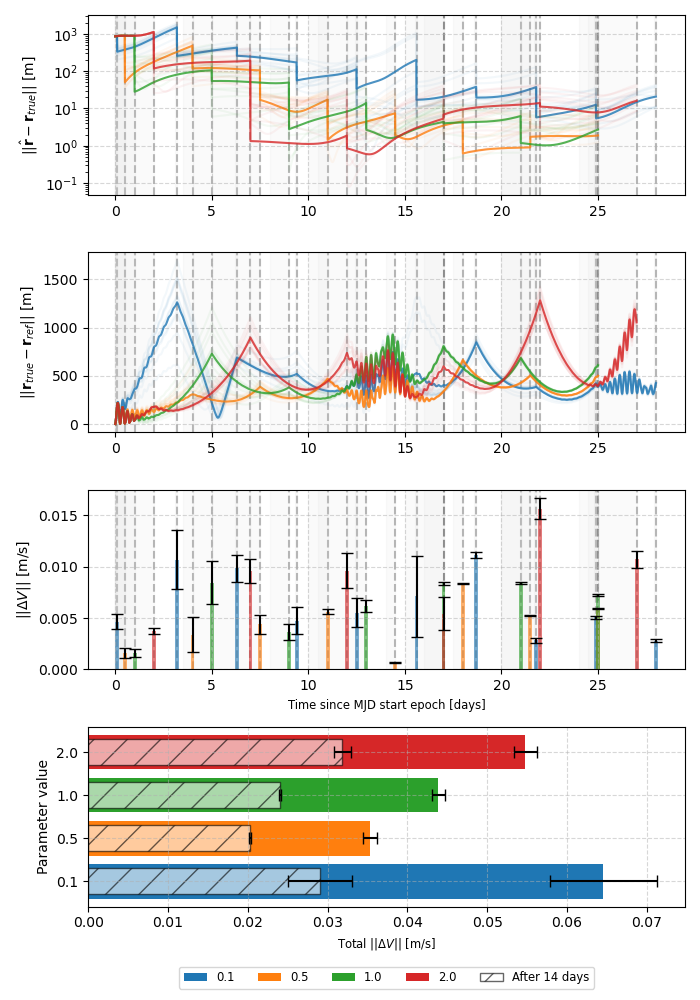 ||r̂ − r_true|| [m]
10³
10²
10¹
10⁰
10⁻¹
0 5 10 15 20 25
||r_true − r_ref|| [m]
1500
1000
500
0
0 5 10 15 20 25
||ΔV|| [m/s]
0.015
0.010
0.005
0.000
0 5 10 15 20 25
Time since MJD start epoch [days]
Parameter value
2.0
1.0
0.5
0.1
0.00 0.01 0.02 0.03 0.04 0.05 0.06 0.07
Total ||ΔV|| [m/s]
0.1 0.5 1.0 2.0 After 14 days